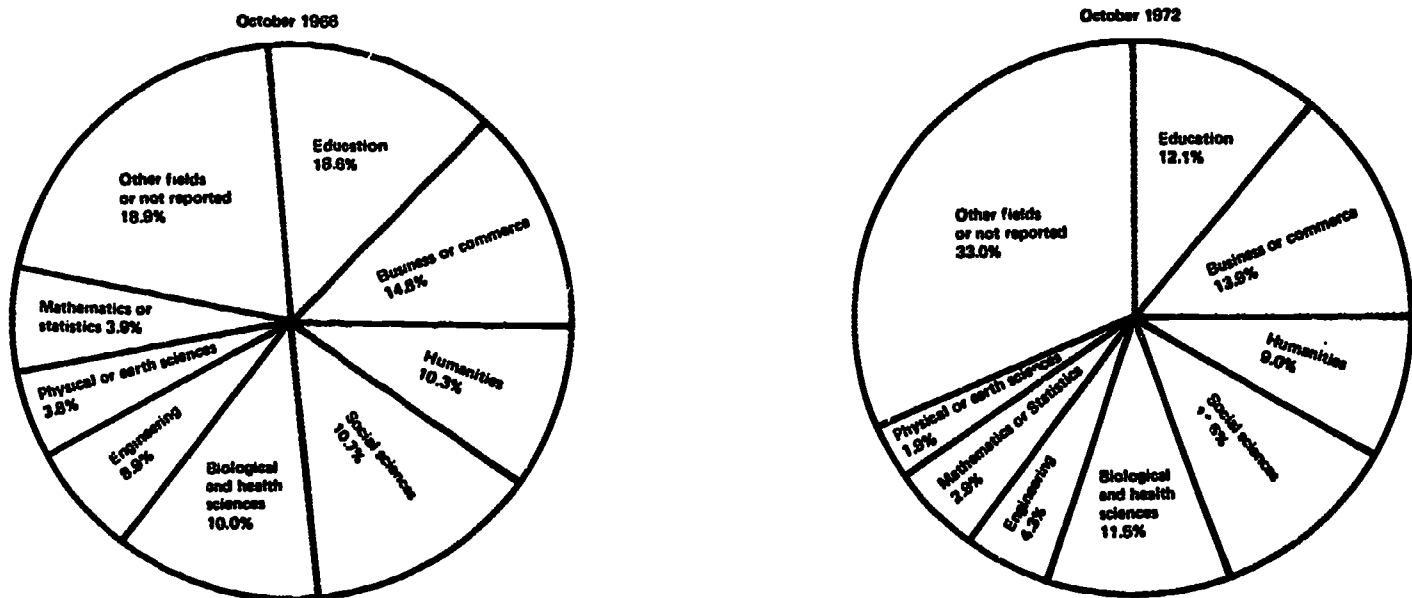 October 1966
Education
18.6%
Business or commerce
14.8%
Humanities
10.3%
Social sciences
10.7%
Biological
and health
sciences
10.0%
Engineering
Physical or earth sciences
3.8%
Mathematics or
statistics 3.9%
Other fields
or not reported
18.9%
October 1972
Education
12.1%
Business or commerce
13.9%
Humanities
9.0%
Social sciences
Biological
and health
sciences
11.5%
Engineering
4.3%
Mathematics or Statistics
2.9%
Physical or earth sciences
1.9%
Other fields
or not reported
33.0%